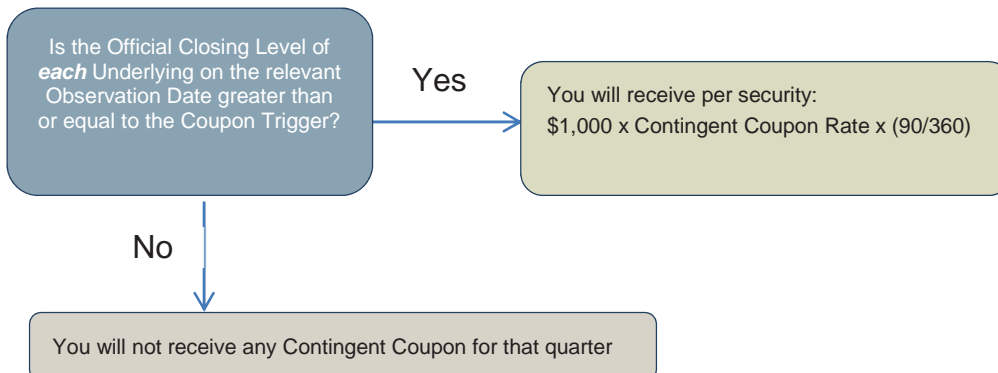 Is the Official Closing Level of
each Underlying on the relevant
Observation Date greater than
or equal to the Coupon Trigger?
Yes
You will receive per security:
$1,000 x Contingent Coupon Rate x (90/360)
No
You will not receive any Contingent Coupon for that quarter